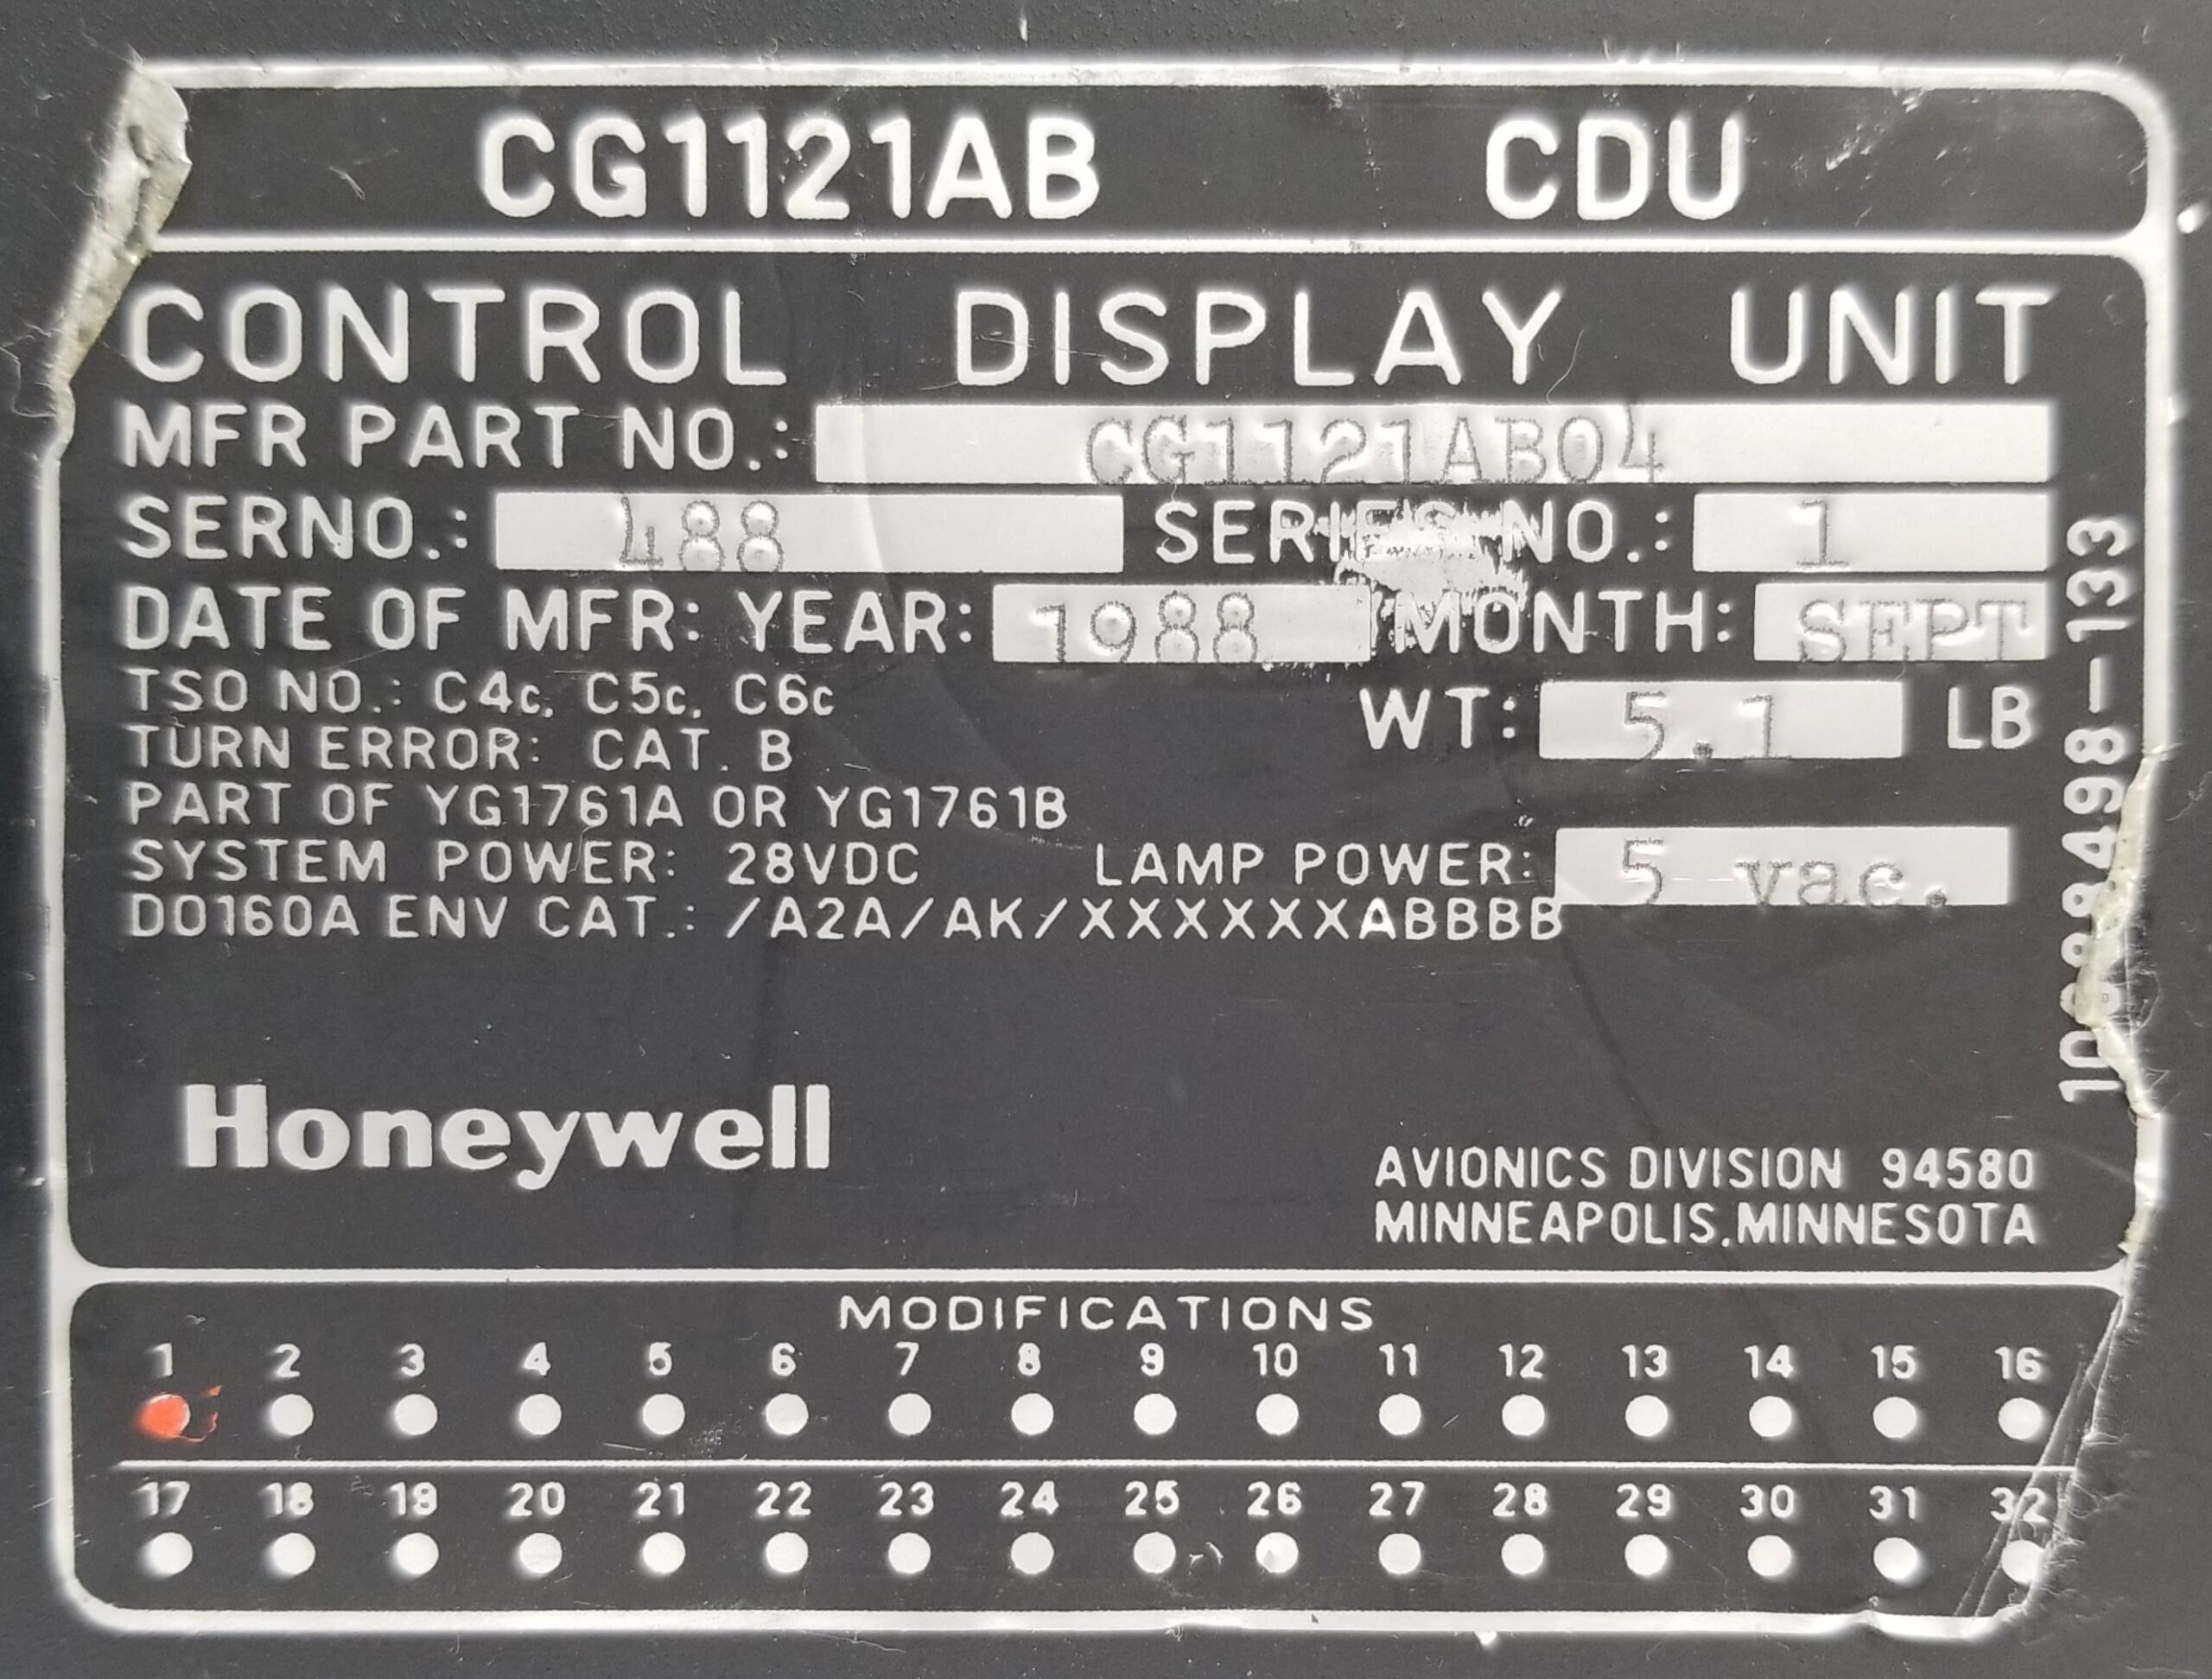 CG1121AB CDU
CONTROL DISPLAY UNIT
MFR PART NO.: CG1121AB04
SERNO.: 488 SERIES NO.: 1
DATE OF MFR: YEAR: 1988 MONTH: SEPT
TSO NO.: C4c, C5c, C6c
WT: 5.1 LB
TURN ERROR: CAT. B
PART OF YG1761A OR YG1761B
SYSTEM POWER: 28VDC LAMP POWER: 5 vac.
DO160A ENV CAT.: /A2A/AK/XXXXXXABBBB
Honeywell
AVIONICS DIVISION 94580
MINNEAPOLIS, MINNESOTA
MODIFICATIONS
1 2 3 4 5 6 7 8 9 10 11 12 13 14 15 16
17 18 19 20 21 22 23 24 25 26 27 28 29 30 31 32